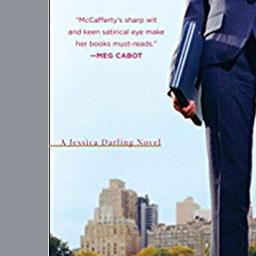 "McCafferty's sharp wit
and keen satirical eye make
her books must-reads."
—MEG CABOT
A Jessica Darling Novel